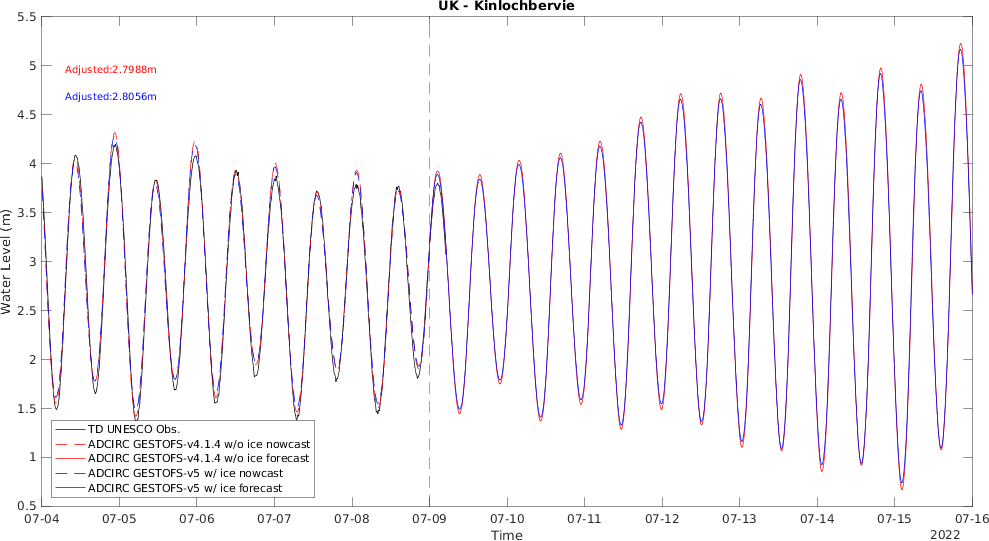 UK - Kinlochbervie
5.5
5
4.5
4
3.5
3
2.5
2
1.5
1
0.5
Water Level (m)
Adjusted:2.7988m
Adjusted:2.8056m
TD UNESCO Obs.
ADCIRC GESTOFS-v4.1.4 w/o ice nowcast
ADCIRC GESTOFS-v4.1.4 w/o ice forecast
ADCIRC GESTOFS-v5 w/ ice nowcast
ADCIRC GESTOFS-v5 w/ ice forecast
07-04 07-05 07-06 07-07 07-08 07-09 07-10 07-11 07-12 07-13 07-14 07-15 07-16
Time
2022